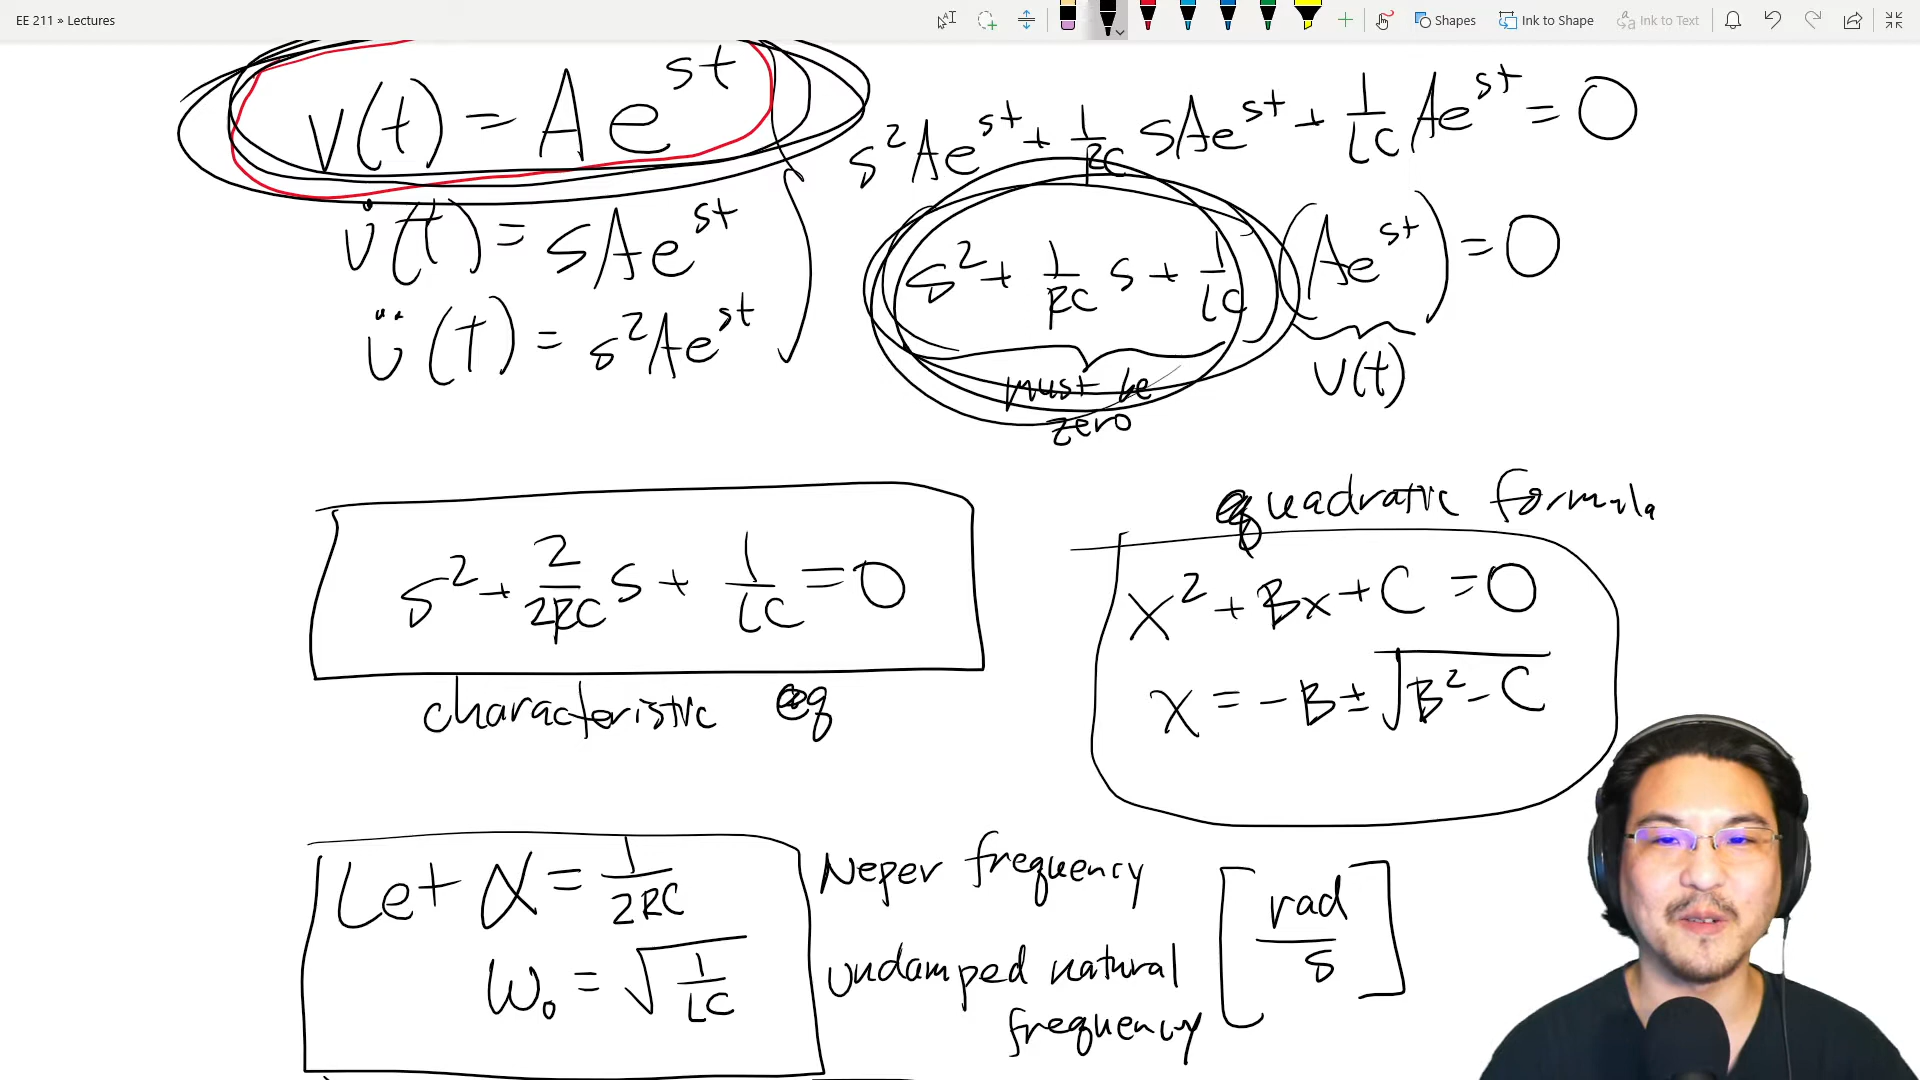 EE 211 » Lectures
Shapes
Ink to Shape
Ink to Text
v(t) = Ae^{st}
s²Ae^{st} + 1/RC sAe^{st} + 1/LC Ae^{st} = 0
v̇(t) = sAe^{st}
s² + 1/RC s + 1/LC (Ae^{st}) = 0
v̈(t) = s²Ae^{st}
must be
zero
v(t)
quadratic formula
s² + 2/2RC s + 1/LC = 0
x² + Bx + C = 0
x = -B ± √(B² - C)
characteristic eq
Let α = 1/2RC
Neper frequency
ω₀ = √(1/LC)
undamped natural
frequency
[rad/s]